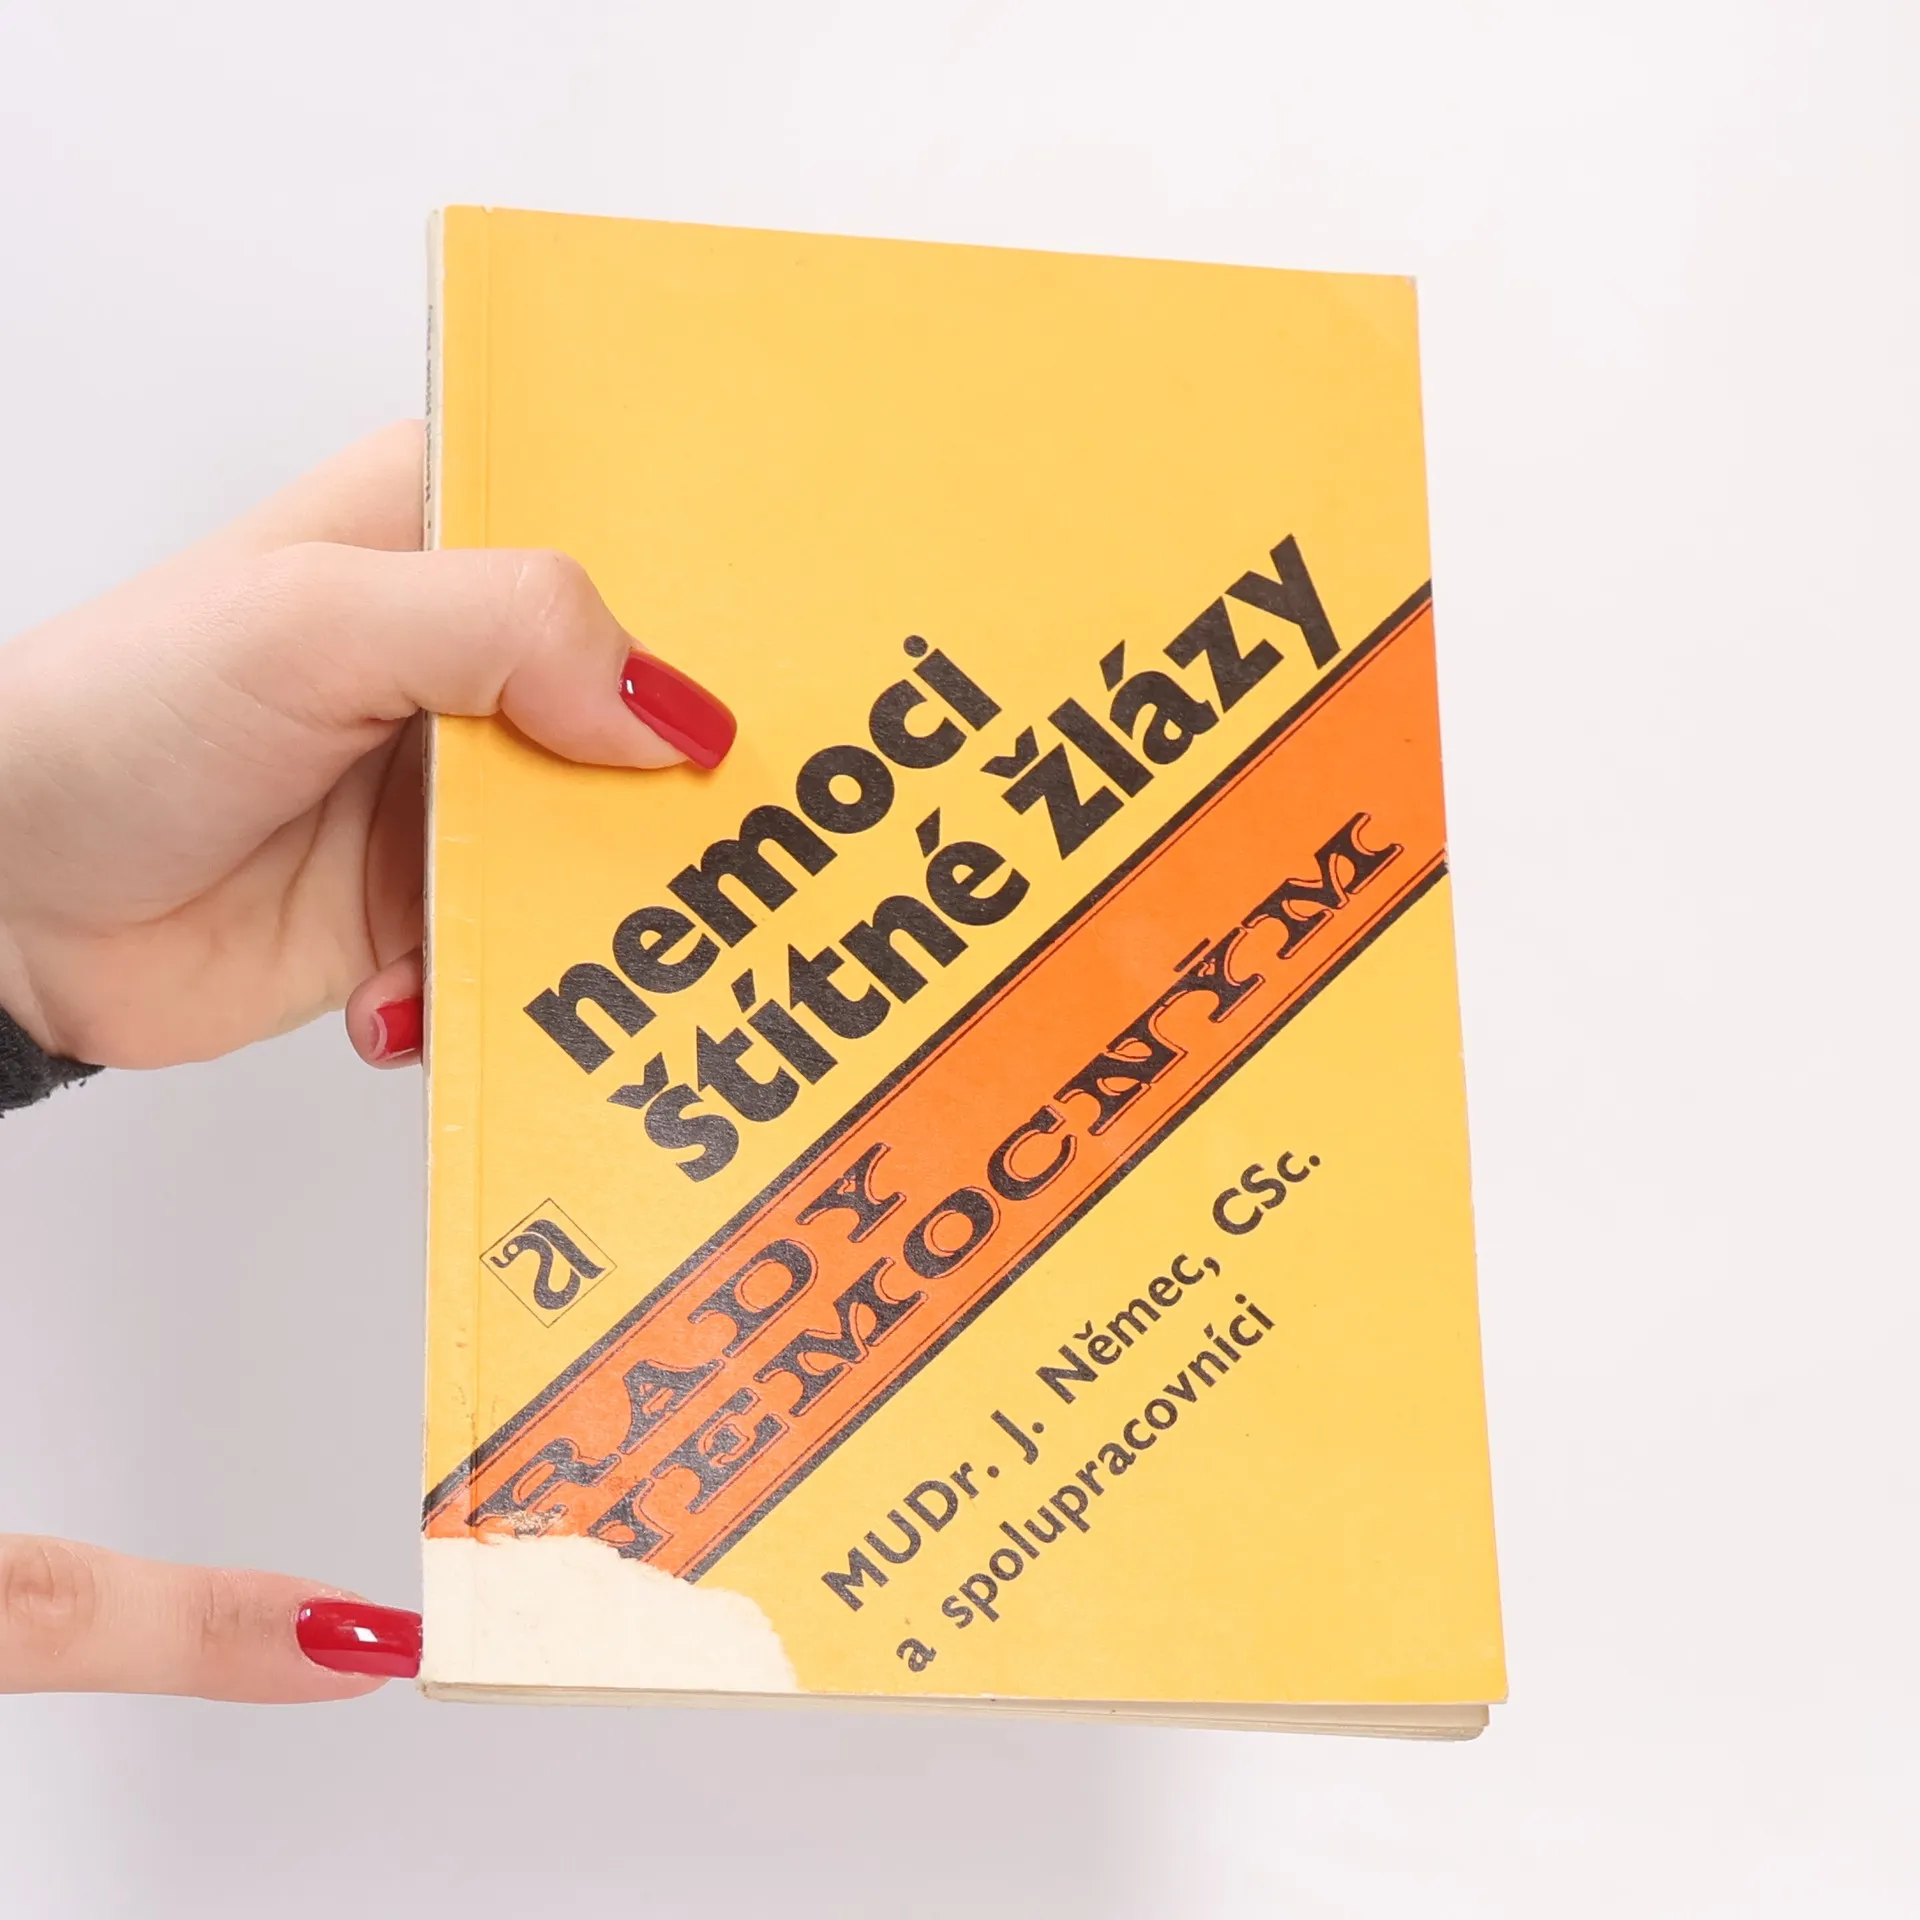 nemoci
štítné žlázy
RADY
NEMOCNÝM
MUDr. J. Němec, CSc.
a spolupracovníci